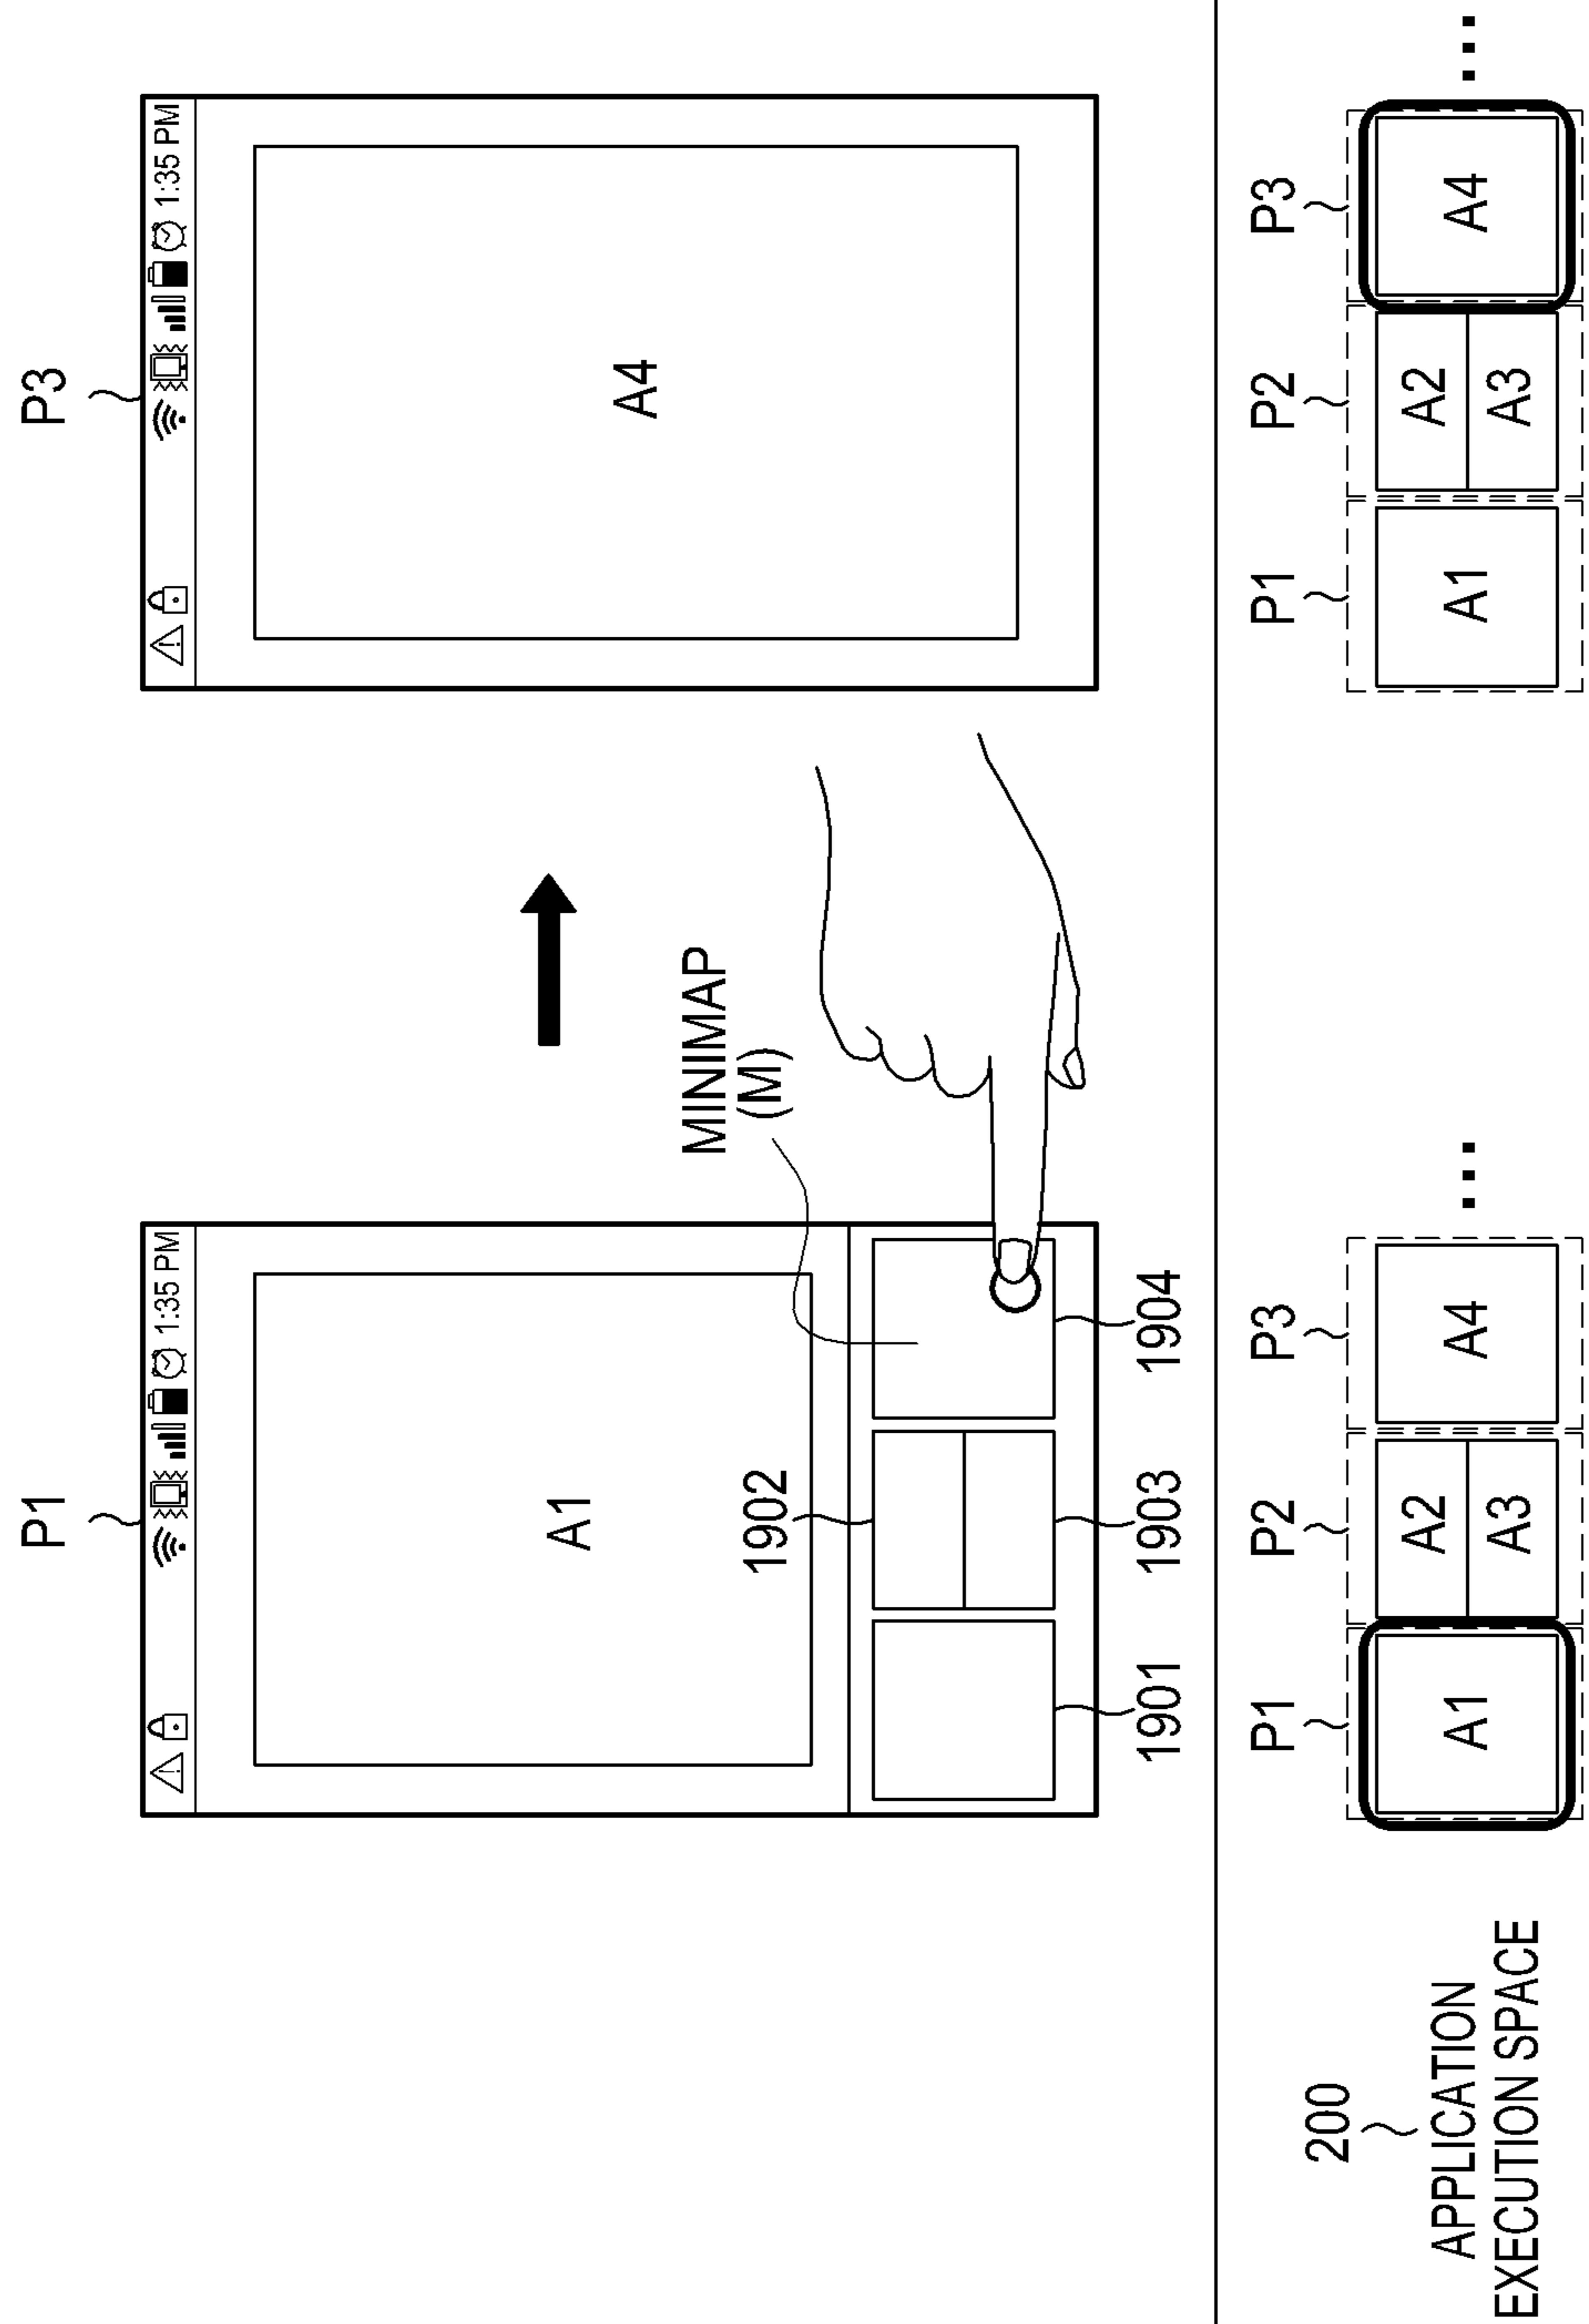 P1
P3
1:35 PM
1:35 PM
A1
A4
MINIMAP
(M)
1902
1901
1903
1904
200
APPLICATION
EXECUTION SPACE
P1
P2
P3
A1
A2
A3
A4
...
P1
P2
P3
A1
A2
A3
A4
...